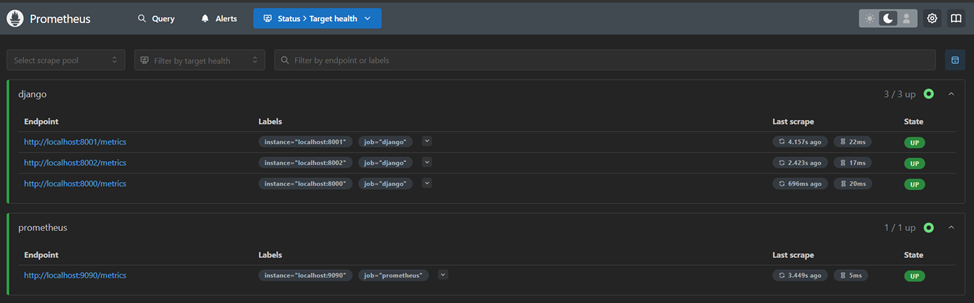 Prometheus Query Alerts Status > Target health
Select scrape pool Filter by target health Filter by endpoint or labels
django 3 / 3 up
Endpoint Labels Last scrape State
http://localhost:8001/metrics instance="localhost:8001" job="django" 4.157s ago 22ms UP
http://localhost:8002/metrics instance="localhost:8002" job="django" 2.423s ago 17ms UP
http://localhost:8000/metrics instance="localhost:8000" job="django" 696ms ago 20ms UP
prometheus 1 / 1 up
Endpoint Labels Last scrape State
http://localhost:9090/metrics instance="localhost:9090" job="prometheus" 3.449s ago 5ms UP